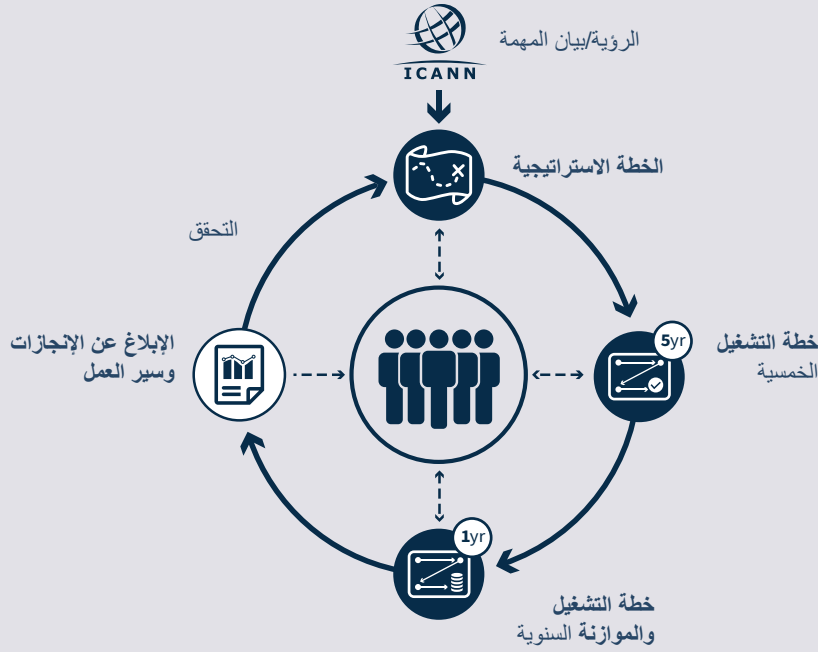 ICANN
الرؤية/بيان المهمة
الخطة الاستراتيجية
التحقق
5yr
خطة التشغيل
الخمسية
الإبلاغ عن الإنجازات
وسير العمل
1yr
خطة التشغيل
والموازنة السنوية